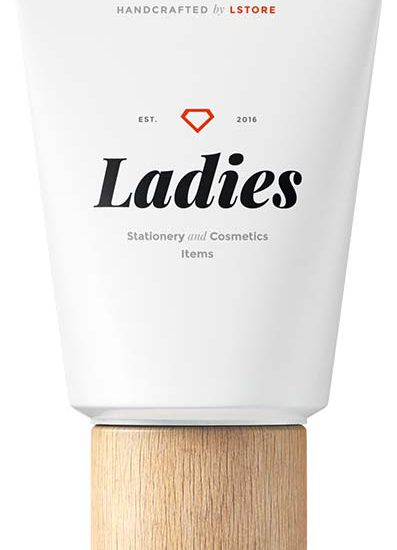 HANDCRAFTED by LSTORE
EST. 2016
Ladies
Stationery and Cosmetics
Items